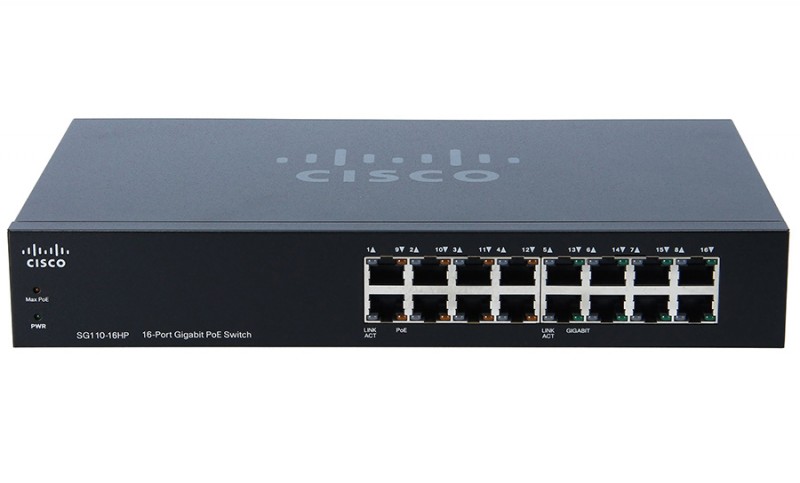 CISCO
CISCO
1▲ 9▼ 2▲ 10▼ 3▲ 11▼ 4▲ 12▼ 5▲ 13▼ 6▲ 14▼ 7▲ 15▼ 8▲ 16▼
Max PoE
PWR
SG110-16HP 16-Port Gigabit PoE Switch
LINK PoE LINK GIGABIT
ACT ACT